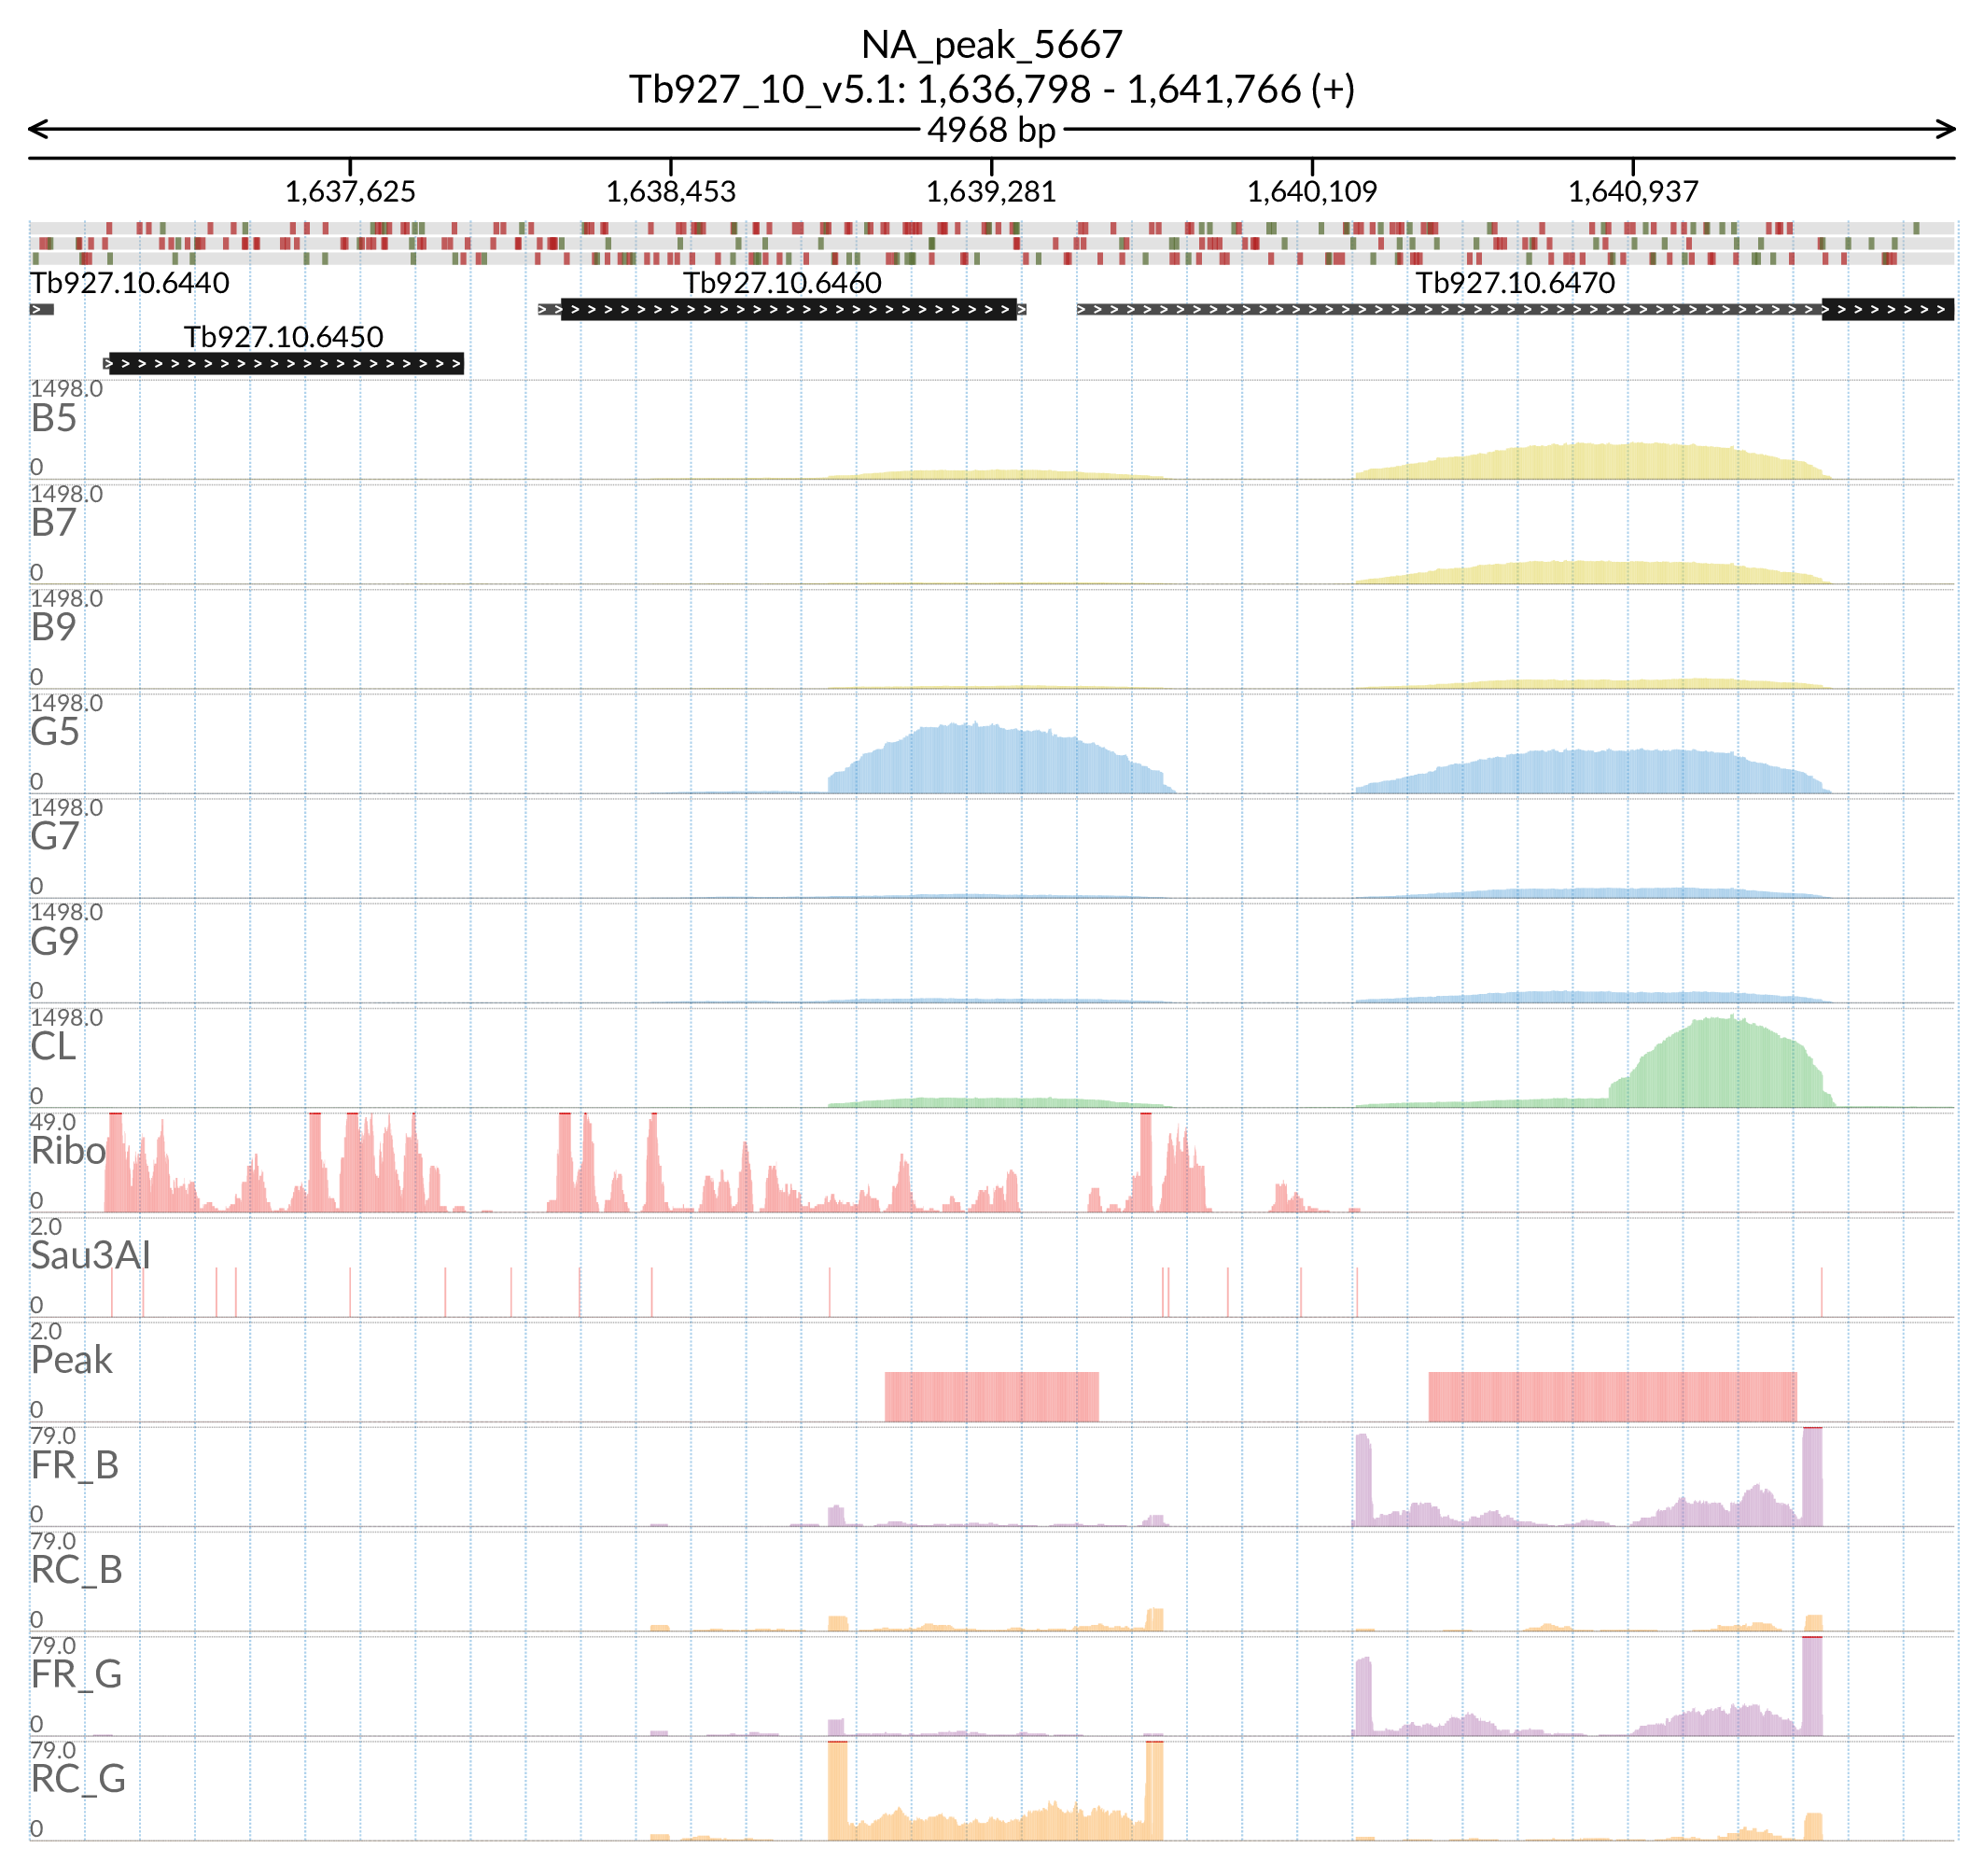 NA_peak_5667
Tb927_10_v5.1: 1,636,798 - 1,641,766 (+)
4968 bp
1,637,625 1,638,453 1,639,281 1,640,109 1,640,937
Tb927.10.6440 Tb927.10.6460 Tb927.10.6470
Tb927.10.6450
1498.0
B5
0
1498.0
B7
0
1498.0
B9
0
1498.0
G5
0
1498.0
G7
0
1498.0
G9
0
1498.0
CL
0
49.0
Ribo
0
2.0
Sau3AI
0
2.0
Peak
0
79.0
FR_B
0
79.0
RC_B
0
79.0
FR_G
0
79.0
RC_G
0